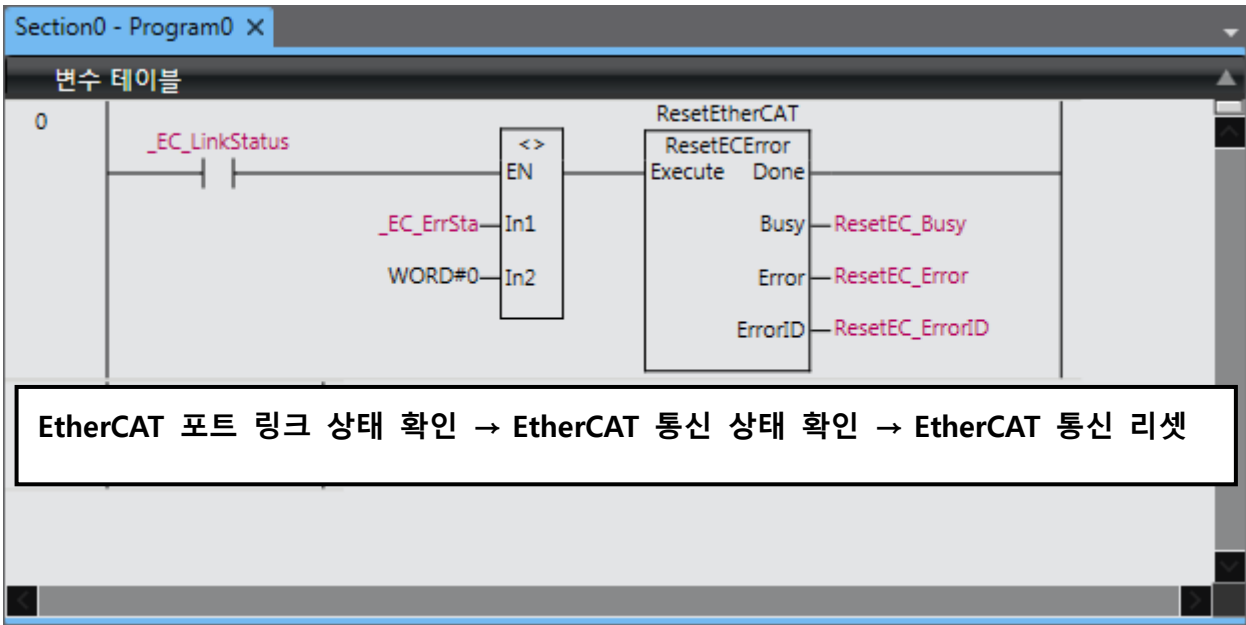 Section0 - Program0 X
변수 테이블
0
ResetEtherCAT
_EC_LinkStatus
<>
ResetECError
EN
Execute Done
_EC_ErrSta
In1
Busy
ResetEC_Busy
WORD#0
In2
Error
ResetEC_Error
ErrorID
ResetEC_ErrorID
EtherCAT 포트 링크 상태 확인 → EtherCAT 통신 상태 확인 → EtherCAT 통신 리셋